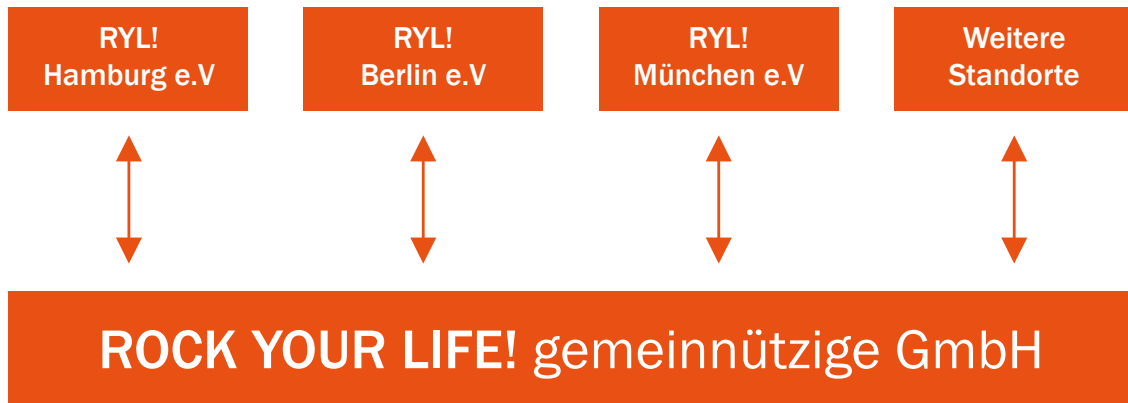 RYL!
Hamburg e.V
RYL!
Berlin e.V
RYL!
München e.V
Weitere
Standorte
ROCK YOUR LIFE! gemeinnützige GmbH